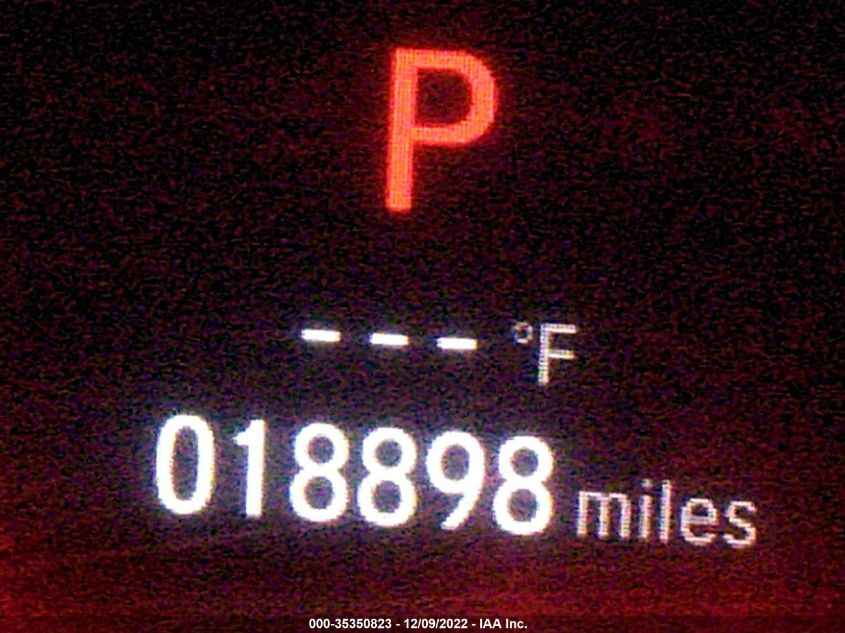 P
--- °F
018898 miles
000-35350823 - 12/09/2022 - IAA Inc.